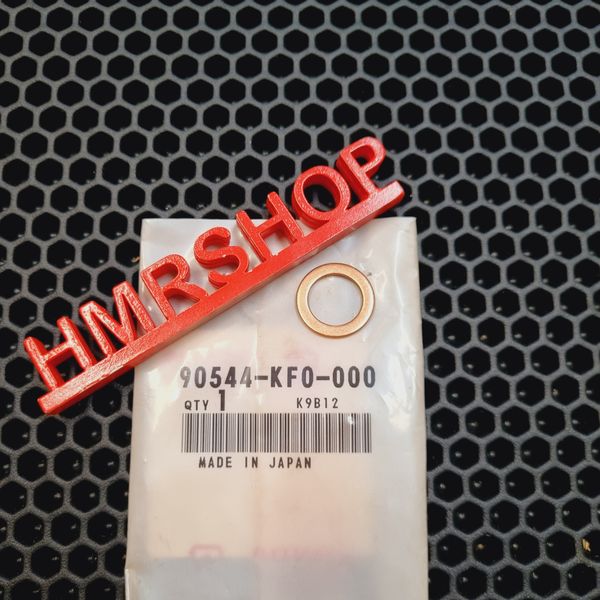 HMRSHOP
90544-KF0-000
QTY 1 K9B12
MADE IN JAPAN